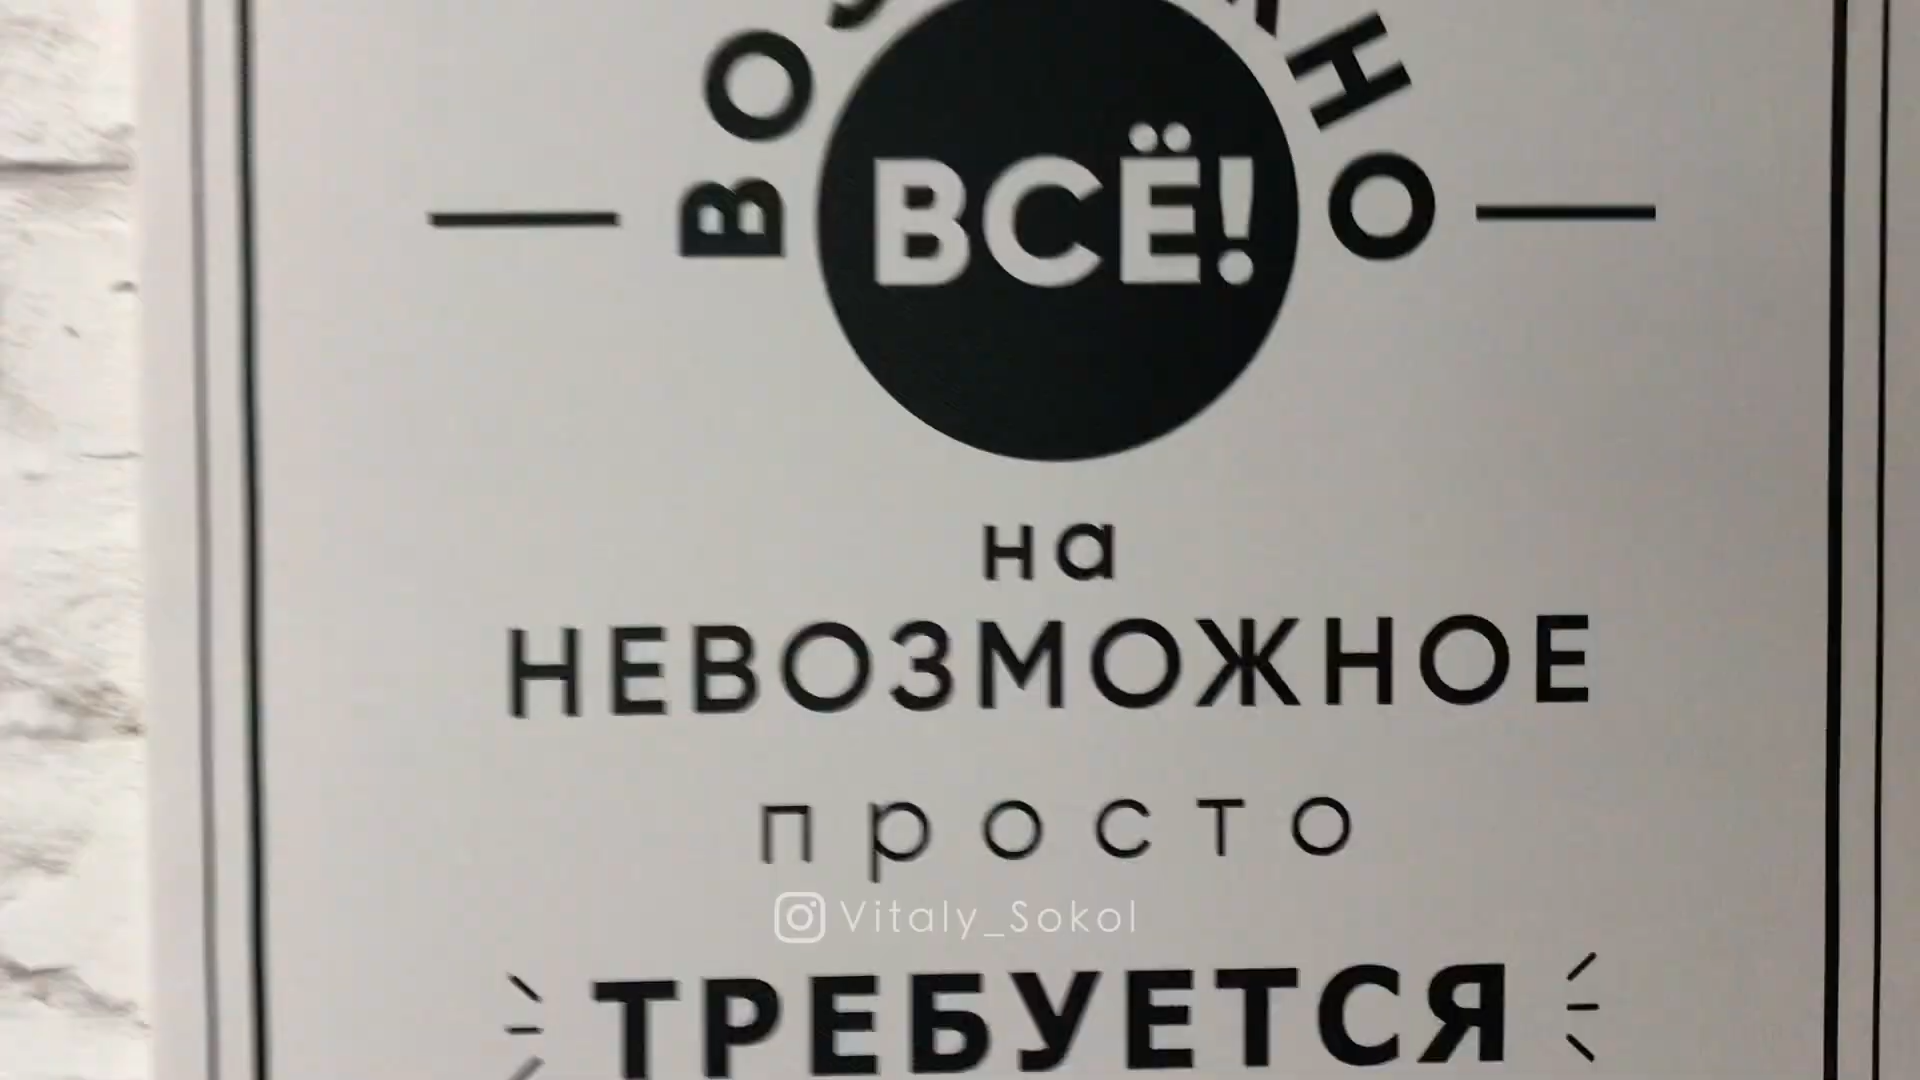 ВОЗМОЖНО
ВСЁ!
на
НЕВОЗМОЖНОЕ
просто
Vitaly_Sokol
ТРЕБУЕТСЯ